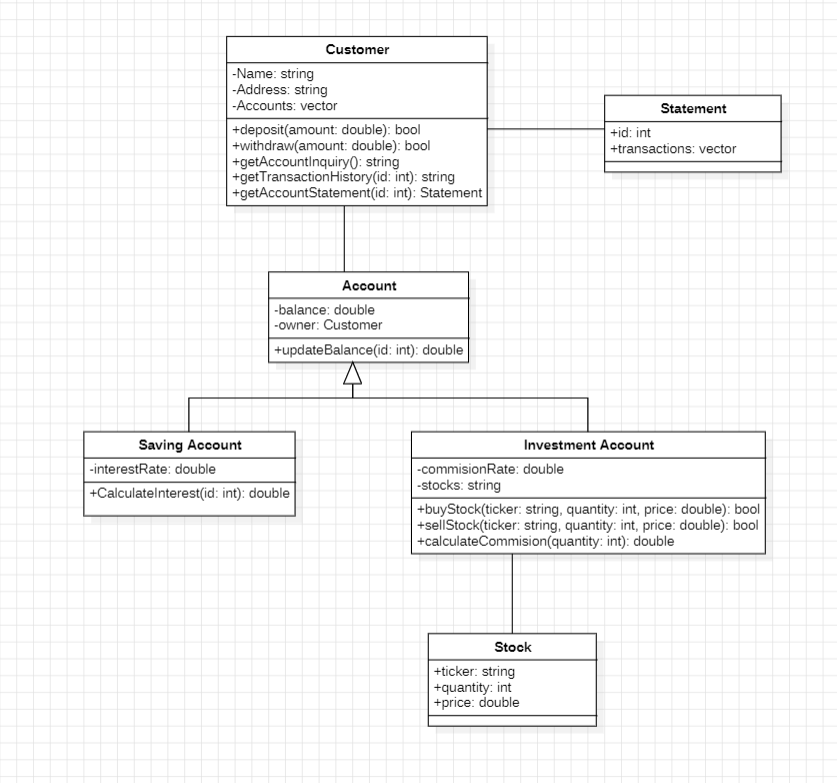 Customer
-Name: string
-Address: string
-Accounts: vector
+deposit(amount: double): bool
+withdraw(amount: double): bool
+getAccountInquiry(): string
+getTransactionHistory(id: int): string
+getAccountStatement(id: int): Statement
Statement
+id: int
+transactions: vector
Account
-balance: double
-owner: Customer
+updateBalance(id: int): double
Saving Account
-interestRate: double
+CalculateInterest(id: int): double
Investment Account
-commisionRate: double
-stocks: string
+buyStock(ticker: string, quantity: int, price: double): bool
+sellStock(ticker: string, quantity: int, price: double): bool
+calculateCommision(quantity: int): double
Stock
+ticker: string
+quantity: int
+price: double